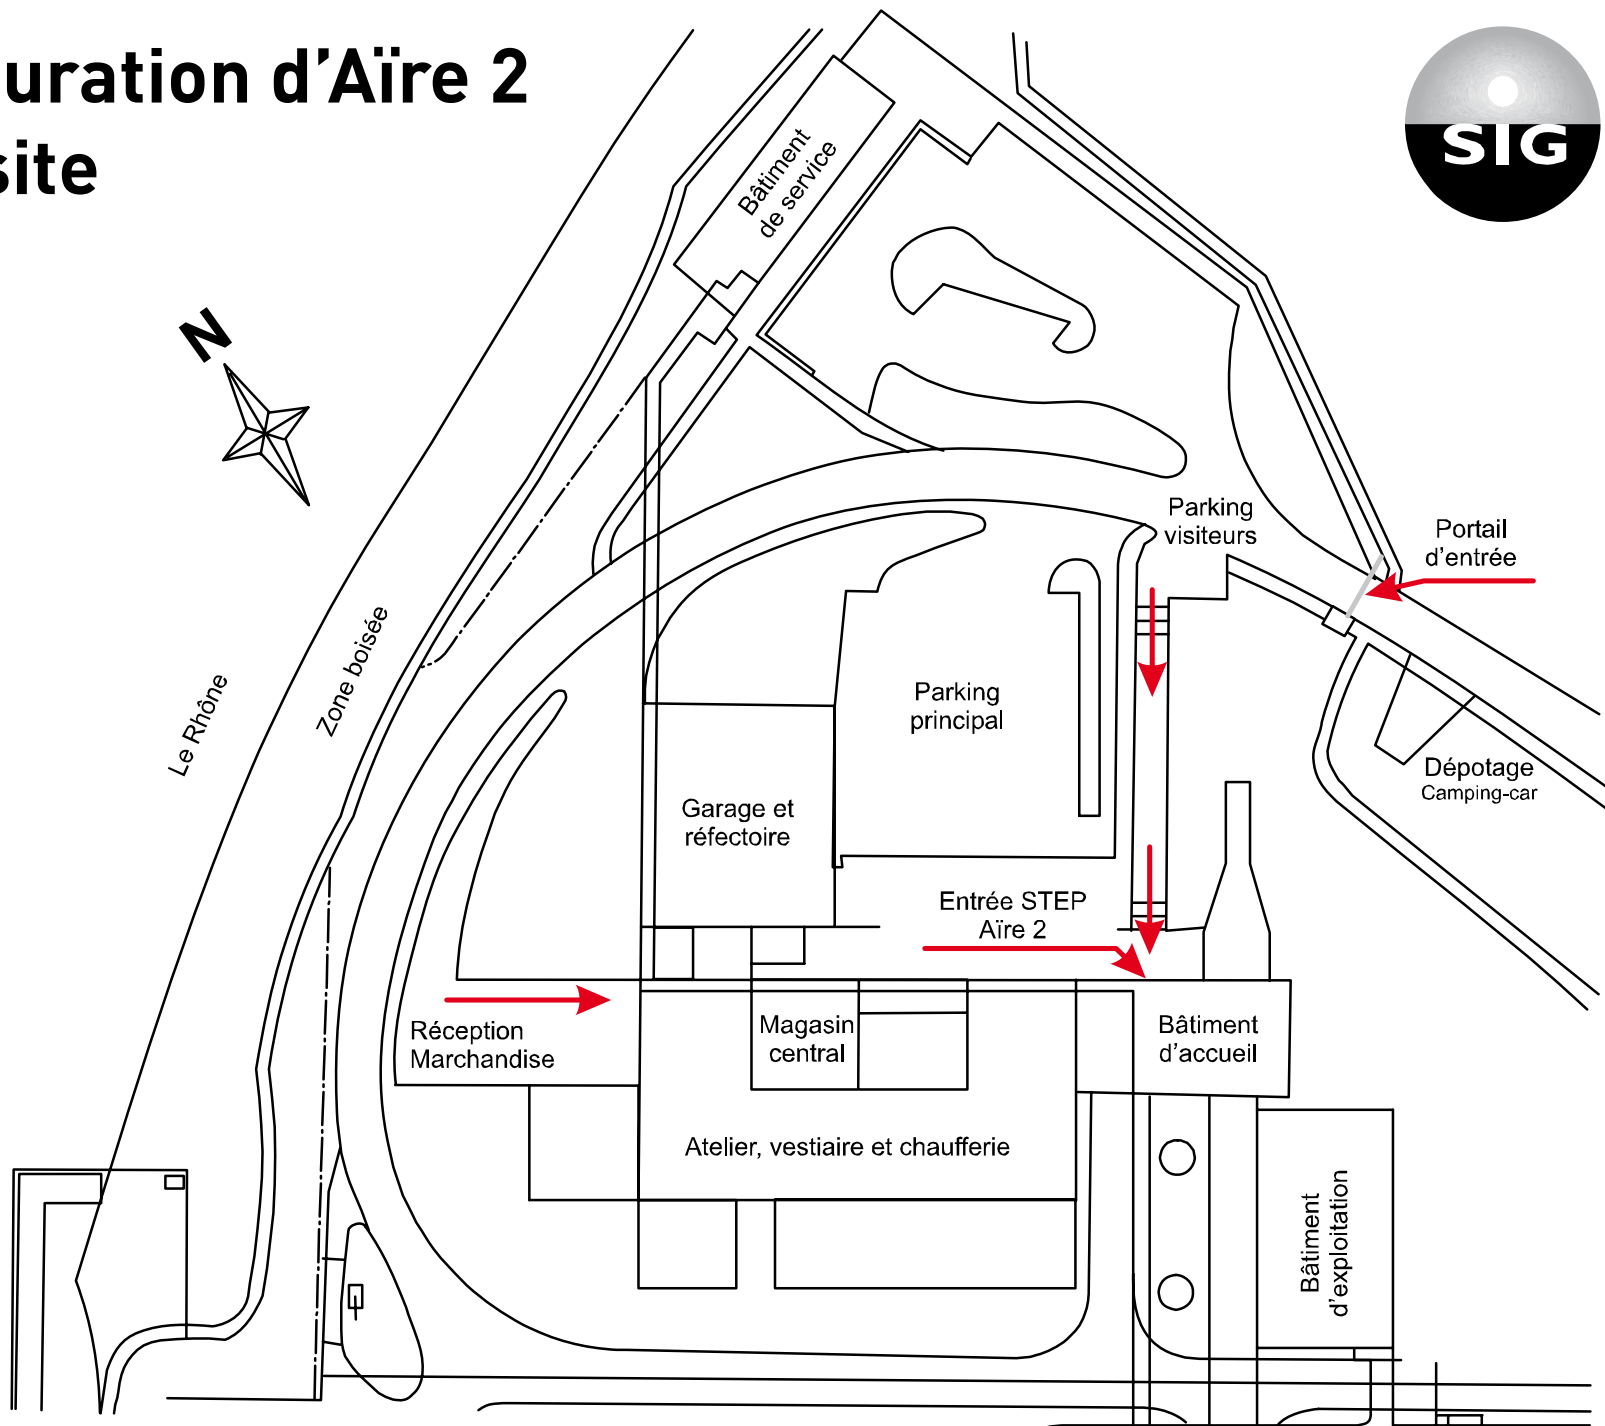 uration d'Aïre 2
site
SIG
N
Bâtiment
de service
Parking
visiteurs
Portail
d'entrée
Le Rhône
Zone boisée
Parking
principal
Dépotage
Camping-car
Garage et
réfectoire
Entrée STEP
Aïre 2
Réception
Marchandise
Magasin
central
Bâtiment
d'accueil
Atelier, vestiaire et chaufferie
Bâtiment
d'exploitation